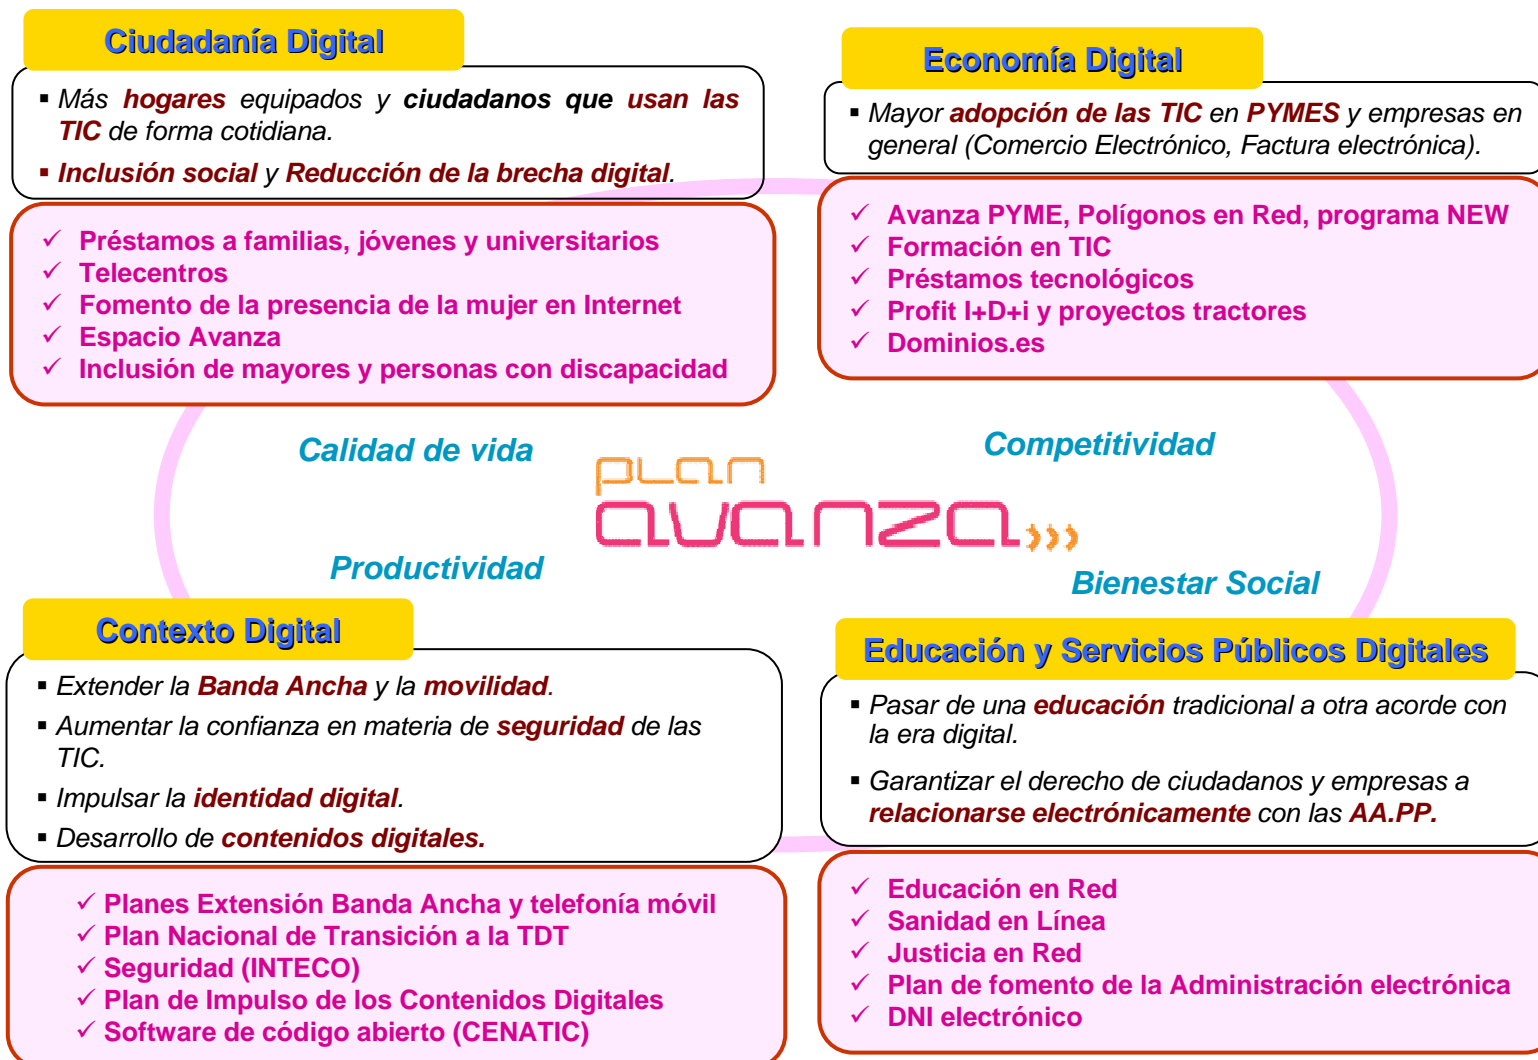 Ciudadanía Digital
▪ Más hogares equipados y ciudadanos que usan las
TIC de forma cotidiana.
▪ Inclusión social y Reducción de la brecha digital.
✓ Préstamos a familias, jóvenes y universitarios
✓ Telecentros
✓ Fomento de la presencia de la mujer en Internet
✓ Espacio Avanza
✓ Inclusión de mayores y personas con discapacidad
Economía Digital
▪ Mayor adopción de las TIC en PYMES y empresas en
general (Comercio Electrónico, Factura electrónica).
✓ Avanza PYME, Polígonos en Red, programa NEW
✓ Formación en TIC
✓ Préstamos tecnológicos
✓ Profit I+D+i y proyectos tractores
✓ Dominios.es
Calidad de vida
Competitividad
plan
avanza
Productividad
Bienestar Social
Contexto Digital
▪ Extender la Banda Ancha y la movilidad.
▪ Aumentar la confianza en materia de seguridad de las
TIC.
▪ Impulsar la identidad digital.
▪ Desarrollo de contenidos digitales.
✓ Planes Extensión Banda Ancha y telefonía móvil
✓ Plan Nacional de Transición a la TDT
✓ Seguridad (INTECO)
✓ Plan de Impulso de los Contenidos Digitales
✓ Software de código abierto (CENATIC)
Educación y Servicios Públicos Digitales
▪ Pasar de una educación tradicional a otra acorde con
la era digital.
▪ Garantizar el derecho de ciudadanos y empresas a
relacionarse electrónicamente con las AA.PP.
✓ Educación en Red
✓ Sanidad en Línea
✓ Justicia en Red
✓ Plan de fomento de la Administración electrónica
✓ DNI electrónico